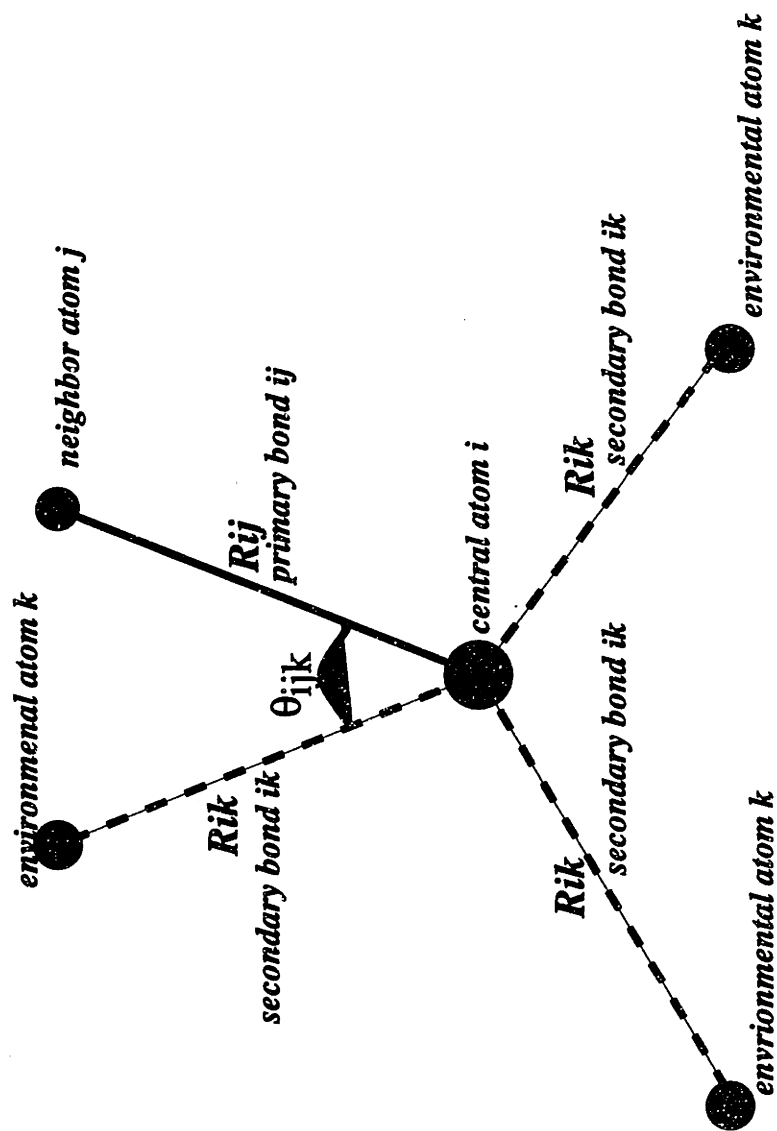 environmenal atom k
neighbor atom j
Rik
secondary bond ik
θijk
Rij
primary bond ij
central atom i
Rik
secondary bond ik
Rik
secondary bond ik
envrionmental atom k
environmental atom k